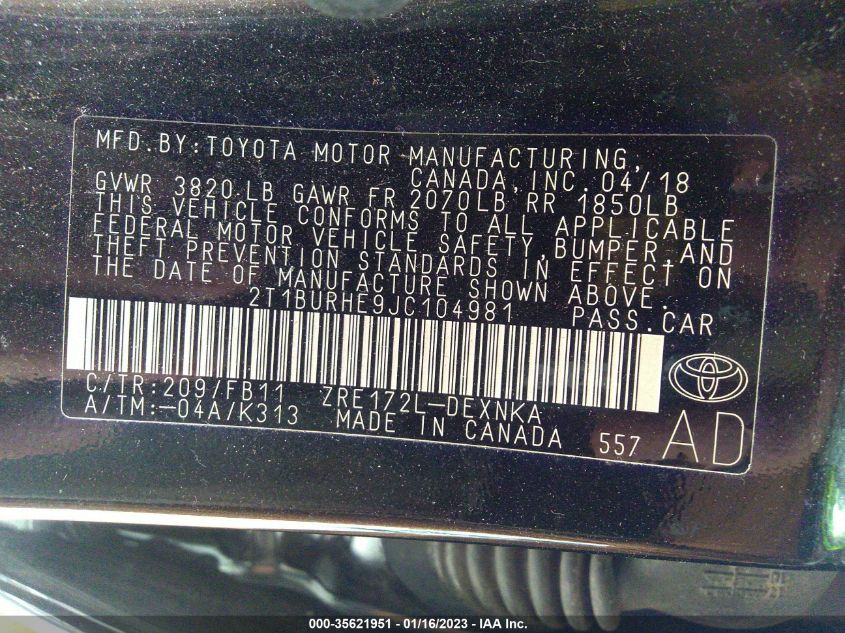 MFD.BY:TOYOTA MOTOR MANUFACTURING,
CANADA,INC. 04/18
GVWR 3820 LB GAWR FR 2070LB RR 1850LB
THIS VEHICLE CONFORMS TO ALL APPLICABLE
FEDERAL MOTOR VEHICLE SAFETY,BUMPER,AND
THEFT PREVENTION STANDARDS IN EFFECT ON
THE DATE OF MANUFACTURE SHOWN ABOVE.
2T1BURHE9JC104981 PASS.CAR
C/TR:209/FB11 ZRE172L-DEXNKA
A/TM:-04A/K313 MADE IN CANADA 557 AD
000-35621951 - 01/16/2023 - © IAA Inc.